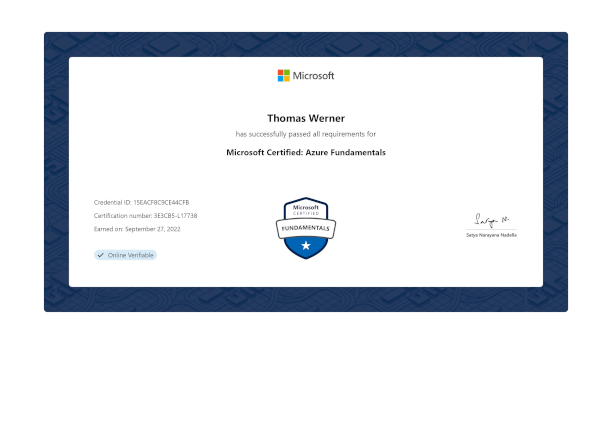 Microsoft
Thomas Werner
has successfully passed all requirements for
Microsoft Certified: Azure Fundamentals
Credential ID: 15EACF8C9CE44CFB
Certification number: 3E3CB5-L17738
Earned on: September 27, 2022
Online Verifiable
Microsoft
CERTIFIED
FUNDAMENTALS
Satya N.
Satya Narayana Nadella